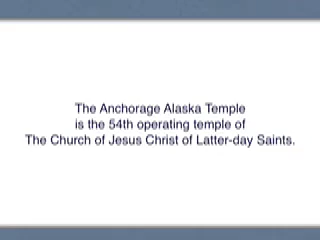 The Anchorage Alaska Temple
is the 54th operating temple of
The Church of Jesus Christ of Latter-day Saints.